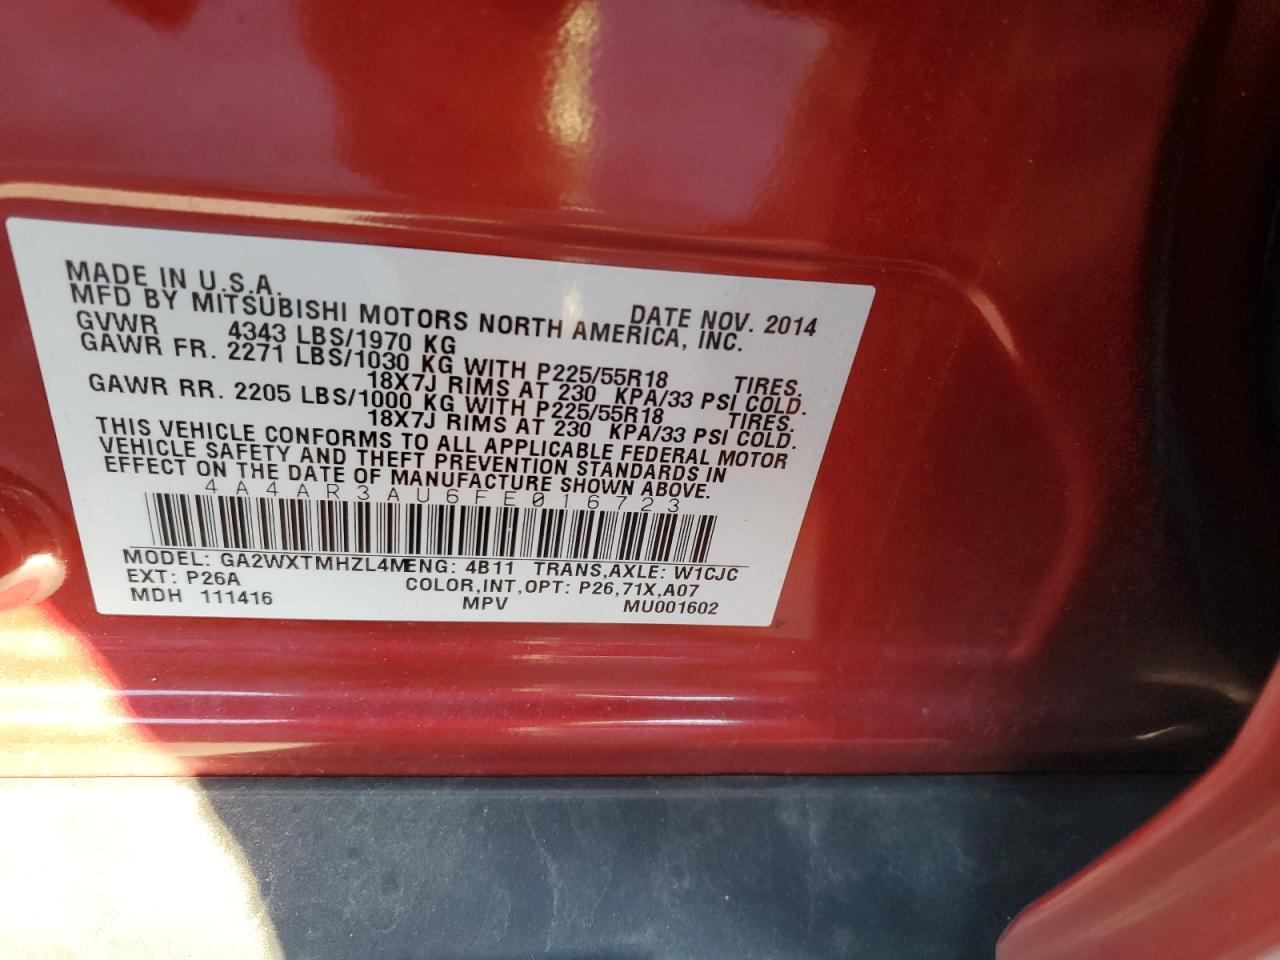 MADE IN U.S.A. DATE NOV. 2014
MFD BY MITSUBISHI MOTORS NORTH AMERICA, INC.
GVWR 4343 LBS/1970 KG
GAWR FR. 2271 LBS/1030 KG WITH P225/55R18 TIRES.
18X7J RIMS AT 230 KPA/33 PSI COLD.
GAWR RR. 2205 LBS/1000 KG WITH P225/55R18 TIRES.
18X7J RIMS AT 230 KPA/33 PSI COLD.
THIS VEHICLE CONFORMS TO ALL APPLICABLE FEDERAL MOTOR
VEHICLE SAFETY AND THEFT PREVENTION STANDARDS IN
EFFECT ON THE DATE OF MANUFACTURE SHOWN ABOVE.
4A4AR3AU6FE016723
MODEL: GA2WXTMHZL4M ENG: 4B11 TRANS,AXLE: W1CJC
EXT: P26A COLOR,INT,OPT: P26,71X,A07
MDH 111416 MPV MU001602